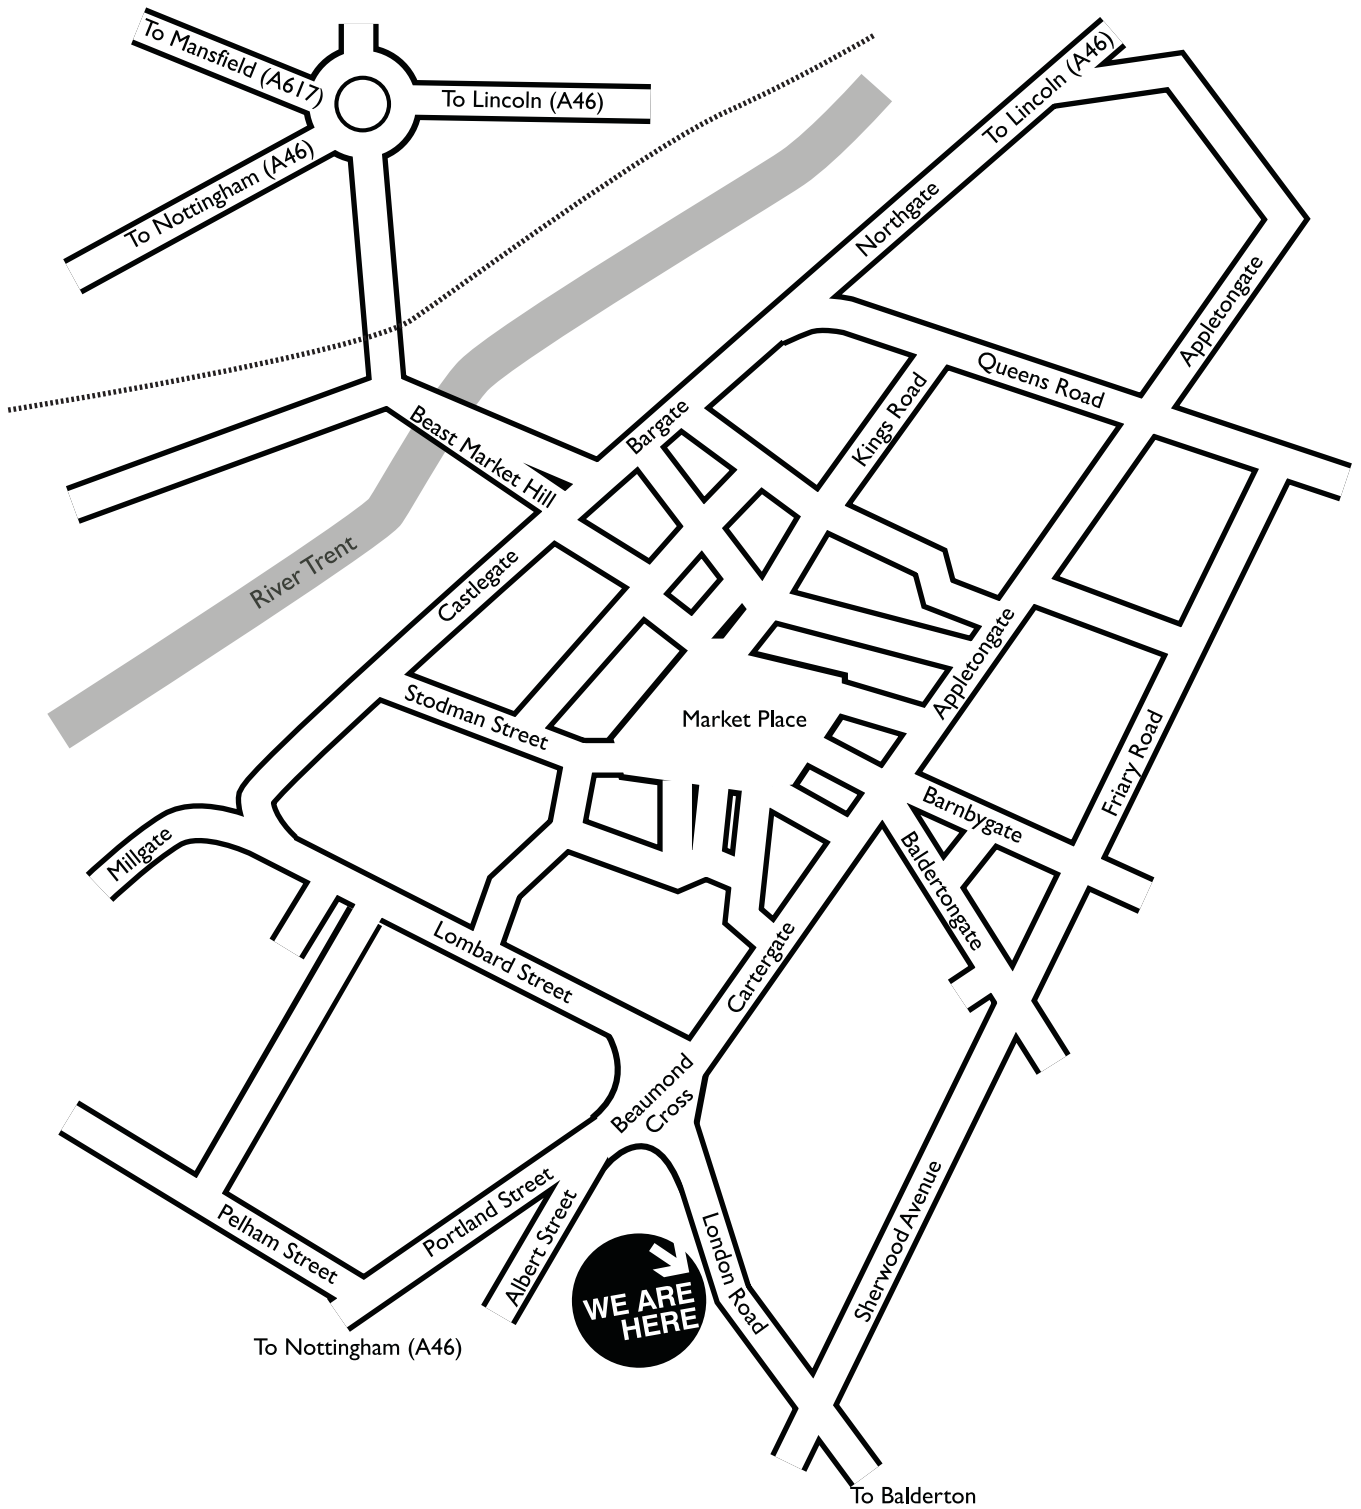 To Mansfield (A617)
To Lincoln (A46)
To Nottingham (A46)
To Lincoln (A46)
Northgate
Appletongate
Queens Road
Kings Road
Bargate
Beast Market Hill
River Trent
Castlegate
Stodman Street
Market Place
Appletongate
Friary Road
Barnbygate
Baldertongate
Millgate
Lombard Street
Cartergate
Beaumond
Cross
Portland Street
Albert Street
Pelham Street
London Road
Sherwood Avenue
WE ARE
HERE
To Nottingham (A46)
To Balderton